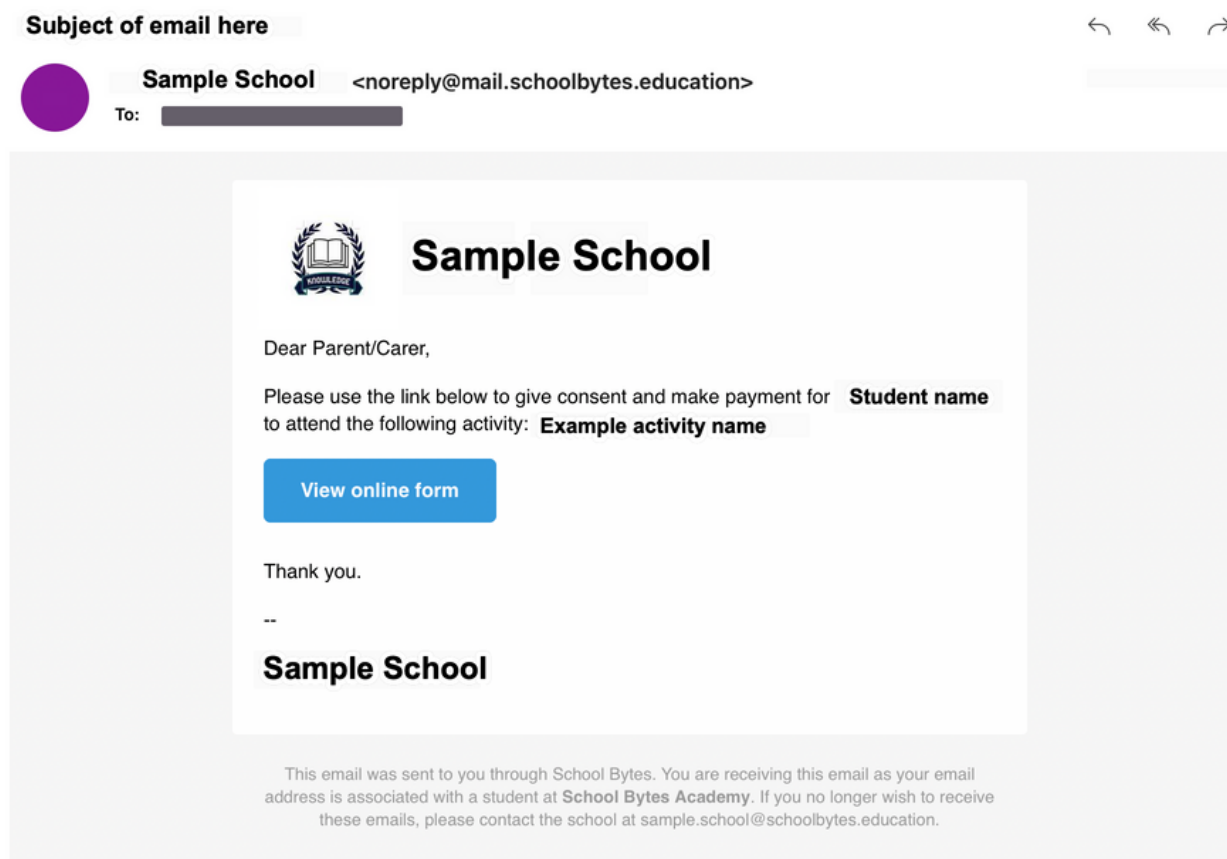 Subject of email here
Sample School <noreply@mail.schoolbytes.education>
To:
KNOWLEDGE
Sample School
Dear Parent/Carer,
Please use the link below to give consent and make payment for Student name
to attend the following activity: Example activity name
View online form
Thank you.
--
Sample School
This email was sent to you through School Bytes. You are receiving this email as your email
address is associated with a student at School Bytes Academy. If you no longer wish to receive
these emails, please contact the school at sample.school@schoolbytes.education.